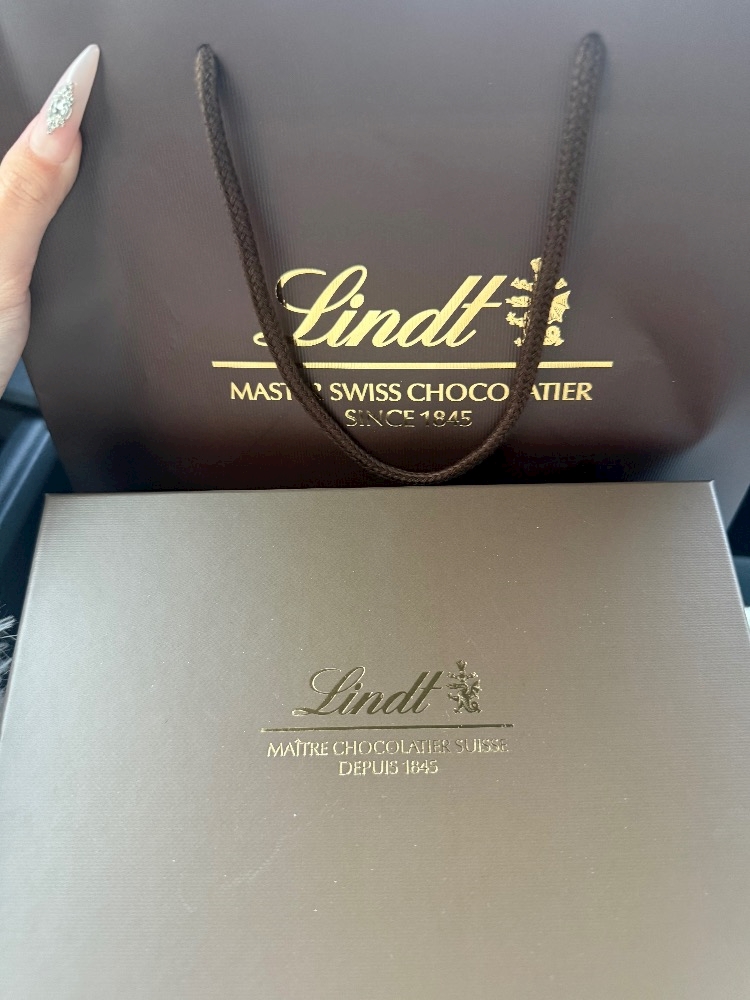 Lindt
MASTER SWISS CHOCOLATIER
SINCE 1845
Lindt
MAÎTRE CHOCOLATIER SUISSE
DEPUIS 1845